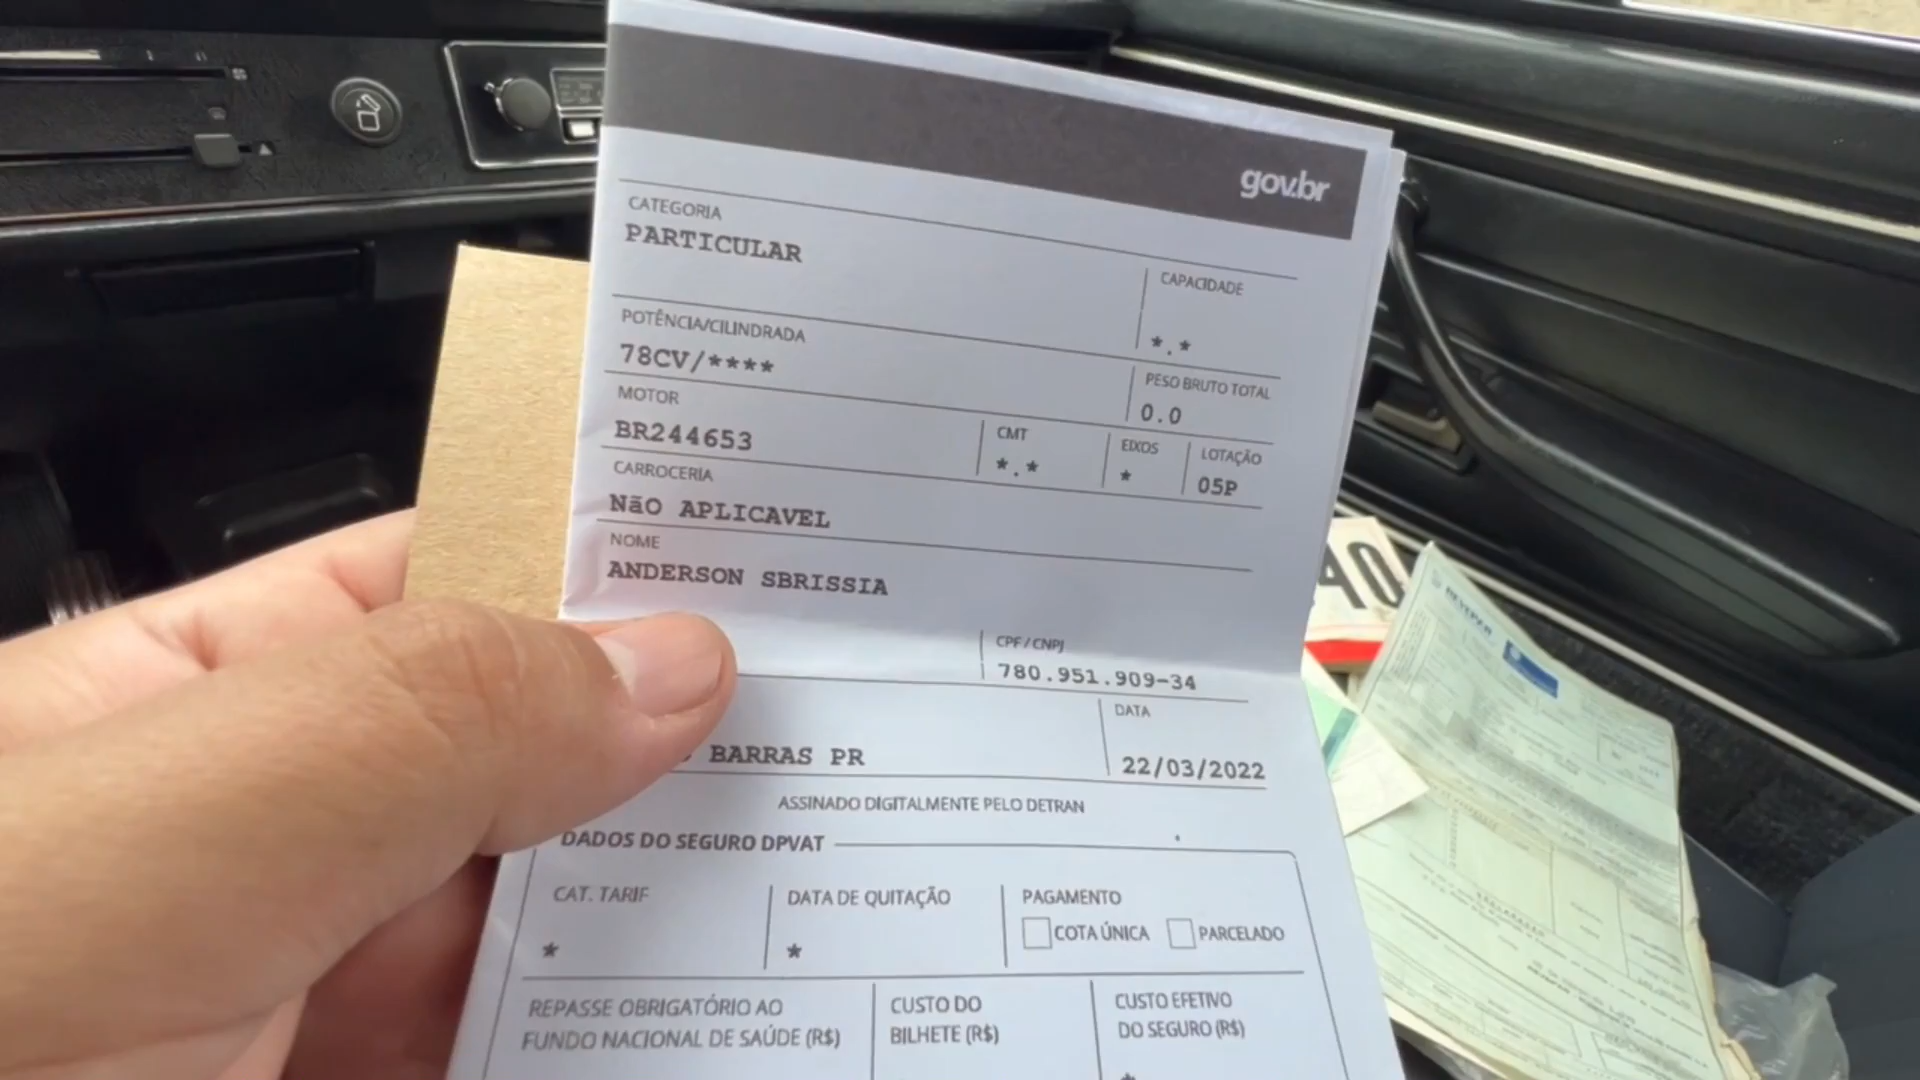 gov.br
CATEGORIA
PARTICULAR
CAPACIDADE
*.*
POTÊNCIA/CILINDRADA
78CV/****
PESO BRUTO TOTAL
0.0
MOTOR
BR244653
CMT
*.*
EIXOS
*
LOTAÇÃO
05P
CARROCERIA
NãO APLICAVEL
NOME
ANDERSON SBRISSIA
CPF / CNPJ
780.951.909-34
BARRAS PR
DATA
22/03/2022
ASSINADO DIGITALMENTE PELO DETRAN
DADOS DO SEGURO DPVAT
CAT. TARIF
*
DATA DE QUITAÇÃO
*
PAGAMENTO
COTA ÚNICA
PARCELADO
REPASSE OBRIGATÓRIO AO
FUNDO NACIONAL DE SAÚDE (R$)
CUSTO DO
BILHETE (R$)
CUSTO EFETIVO
DO SEGURO (R$)